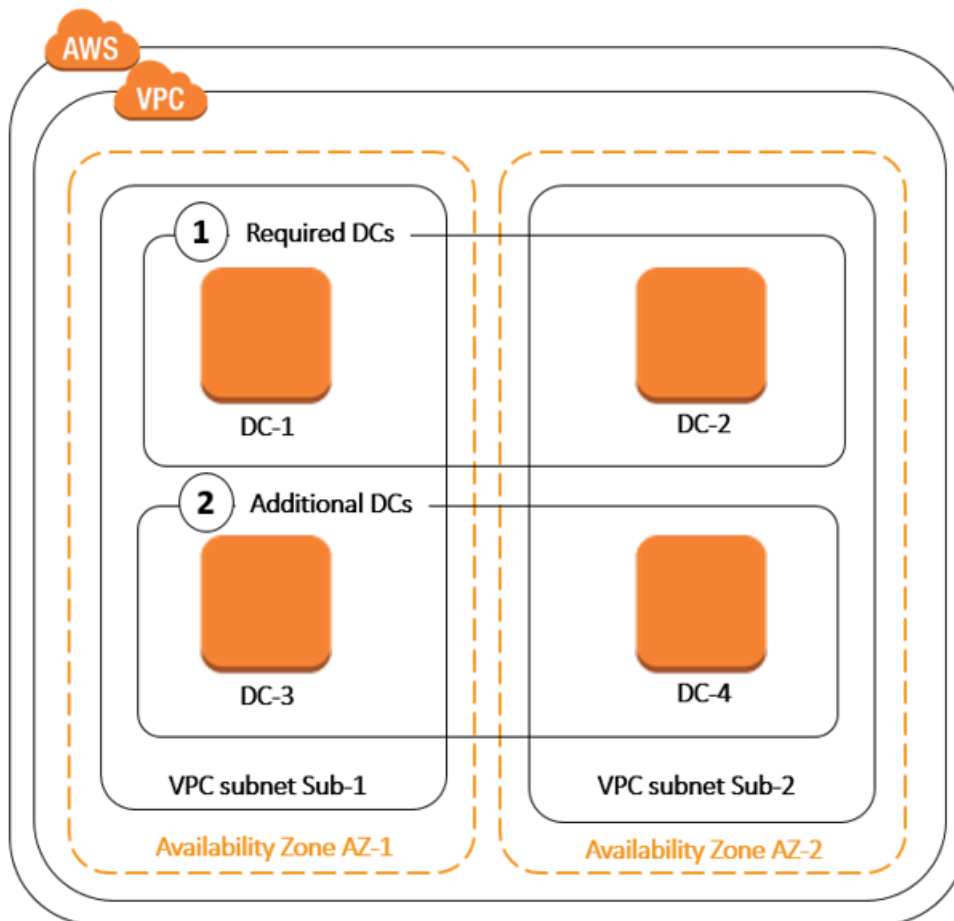 AWS
VPC
1 Required DCs
DC-1
DC-2
2 Additional DCs
DC-3
DC-4
VPC subnet Sub-1
VPC subnet Sub-2
Availability Zone AZ-1
Availability Zone AZ-2